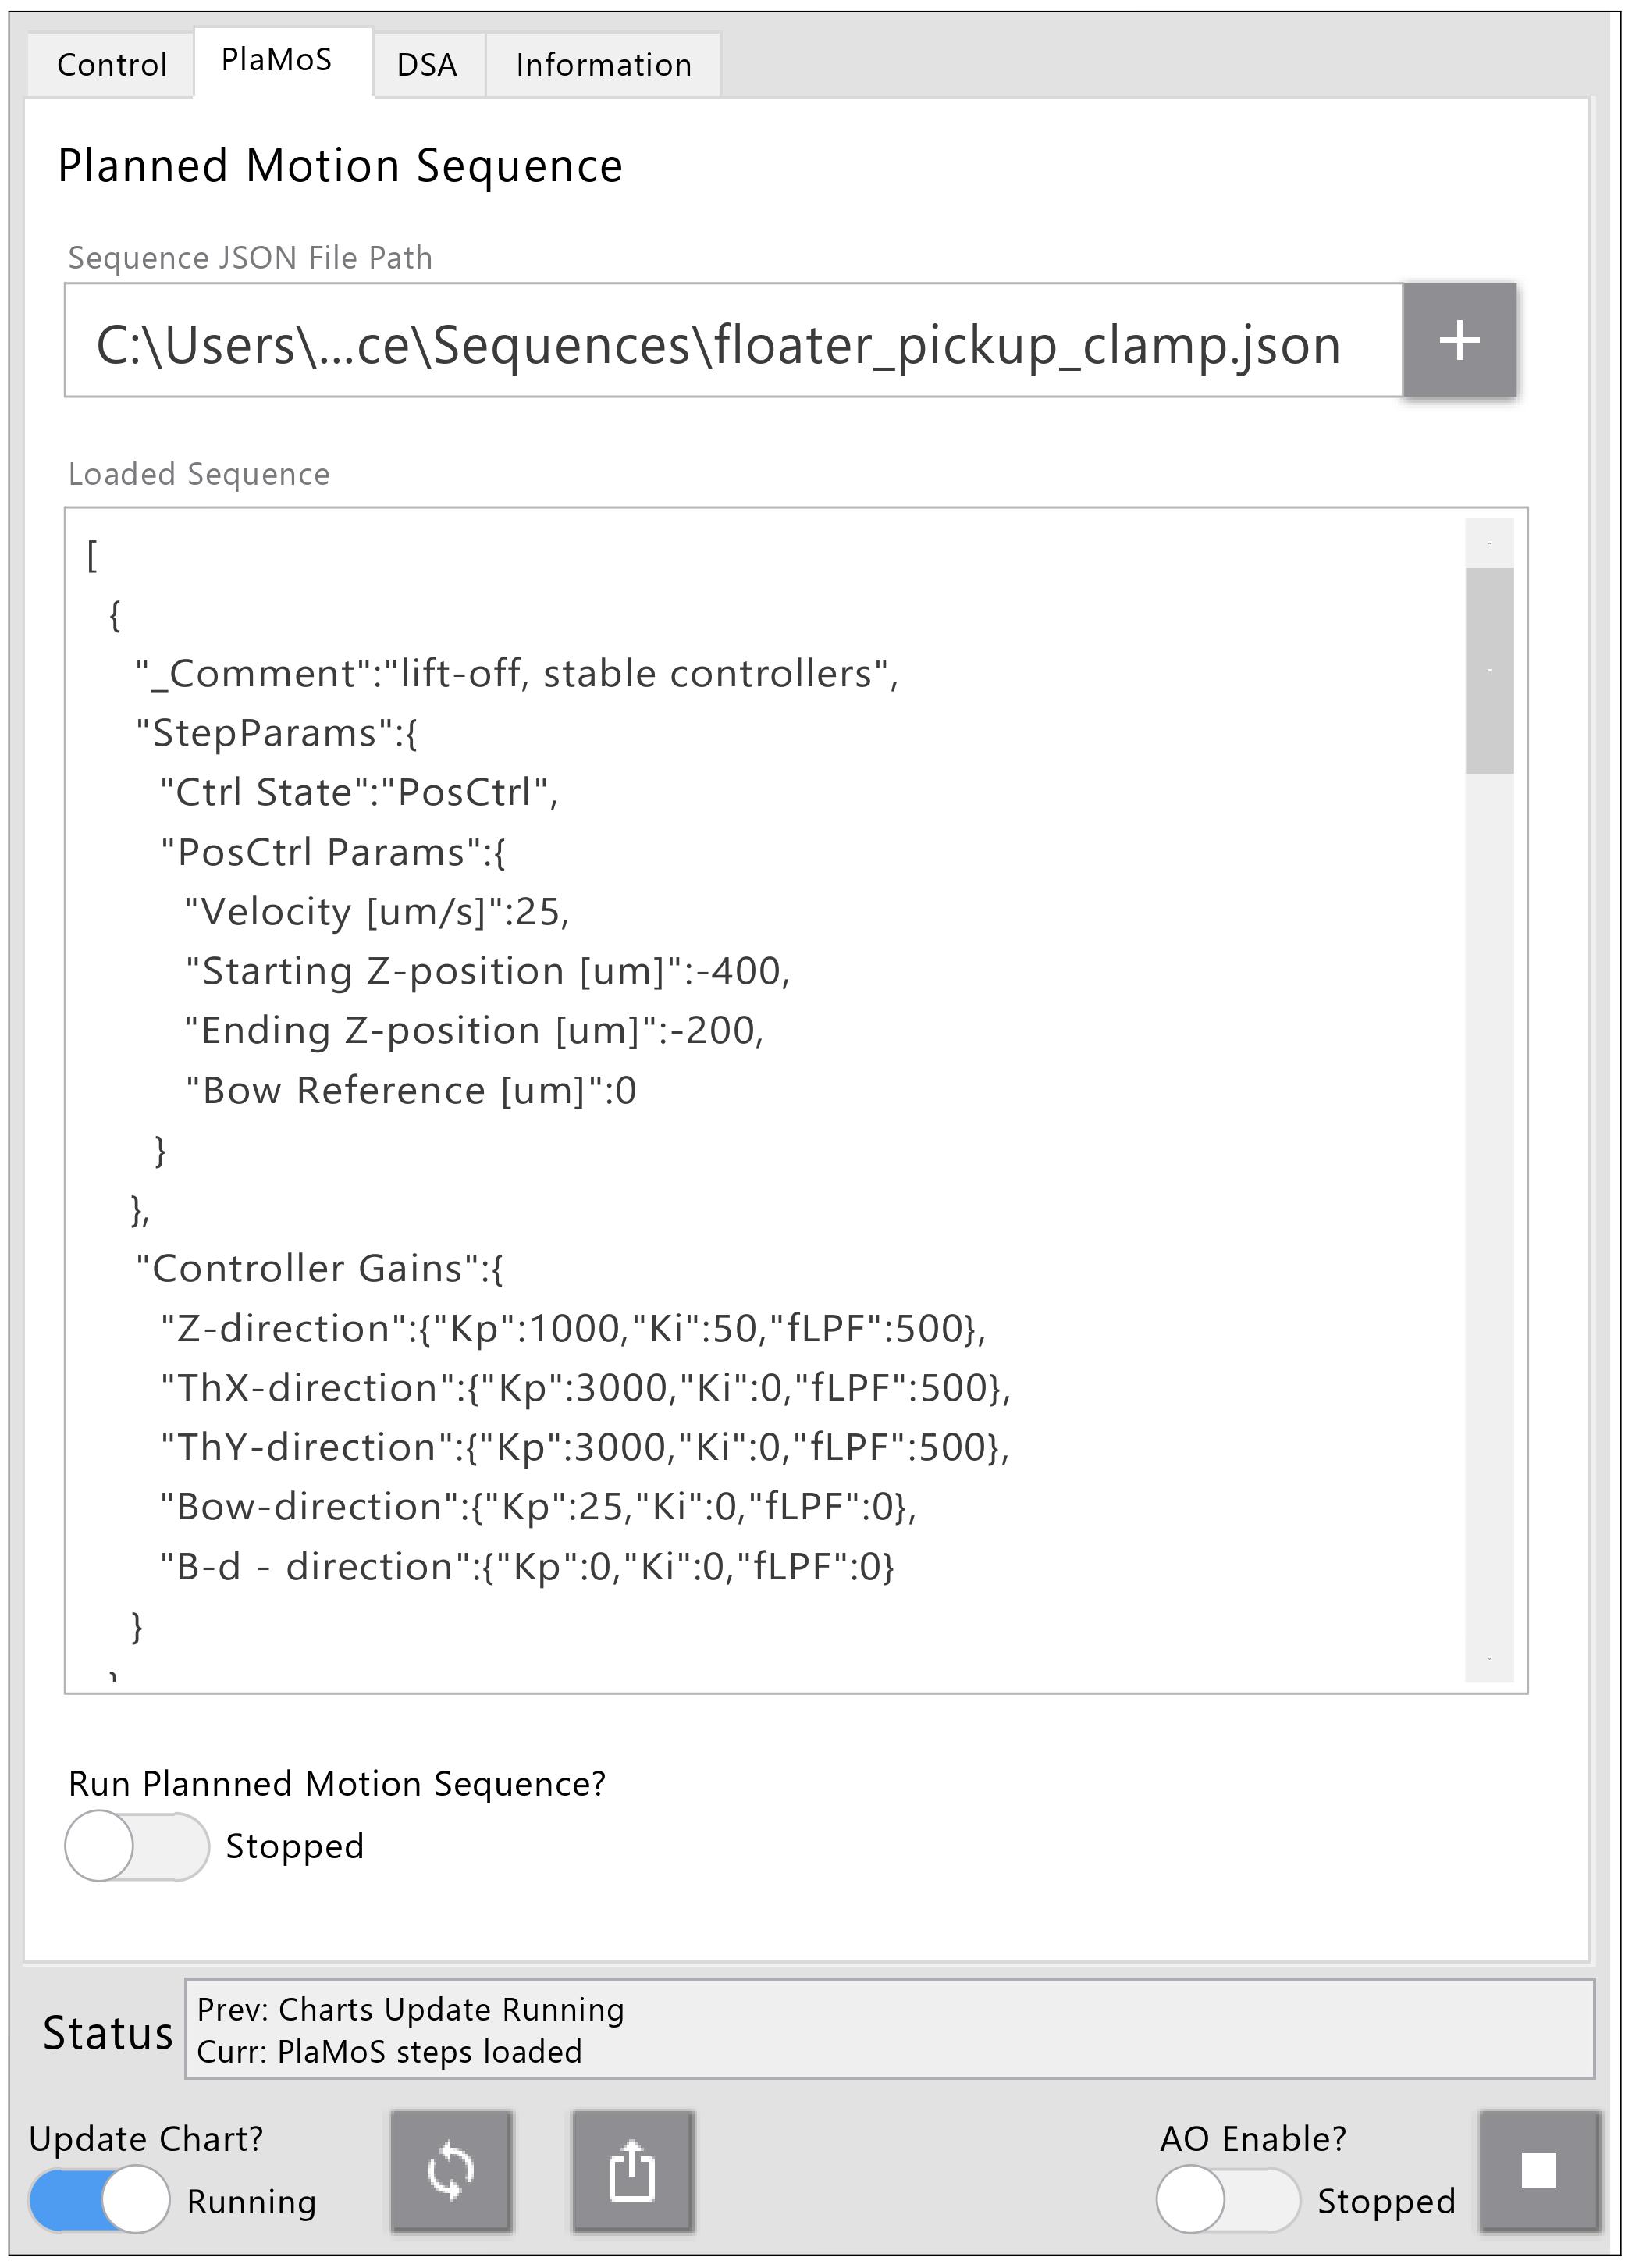 Control PlaMoS DSA Information
Planned Motion Sequence
Sequence JSON File Path
C:\Users\...ce\Sequences\floater_pickup_clamp.json
Loaded Sequence
[
{
"_Comment":"lift-off, stable controllers",
"StepParams":{
"Ctrl State":"PosCtrl",
"PosCtrl Params":{
"Velocity [um/s]":25,
"Starting Z-position [um]":-400,
"Ending Z-position [um]":-200,
"Bow Reference [um]":0
}
},
"Controller Gains":{
"Z-direction":{"Kp":1000,"Ki":50,"fLPF":500},
"ThX-direction":{"Kp":3000,"Ki":0,"fLPF":500},
"ThY-direction":{"Kp":3000,"Ki":0,"fLPF":500},
"Bow-direction":{"Kp":25,"Ki":0,"fLPF":0},
"B-d - direction":{"Kp":0,"Ki":0,"fLPF":0}
}
Run Plannned Motion Sequence?
Stopped
Status
Prev: Charts Update Running
Curr: PlaMoS steps loaded
Update Chart?
Running
AO Enable?
Stopped